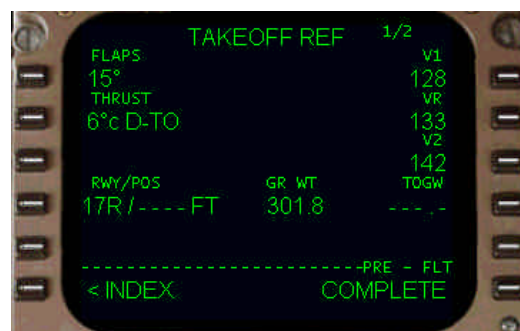 TAKEOFF REF 1/2
FLAPS V1
15° 128
THRUST VR
6°c D-TO 133
V2
142
RWY/POS GR WT TOGW
17R /---- FT 301.8 ---.-
--------------------------PRE - FLT
< INDEX COMPLETE